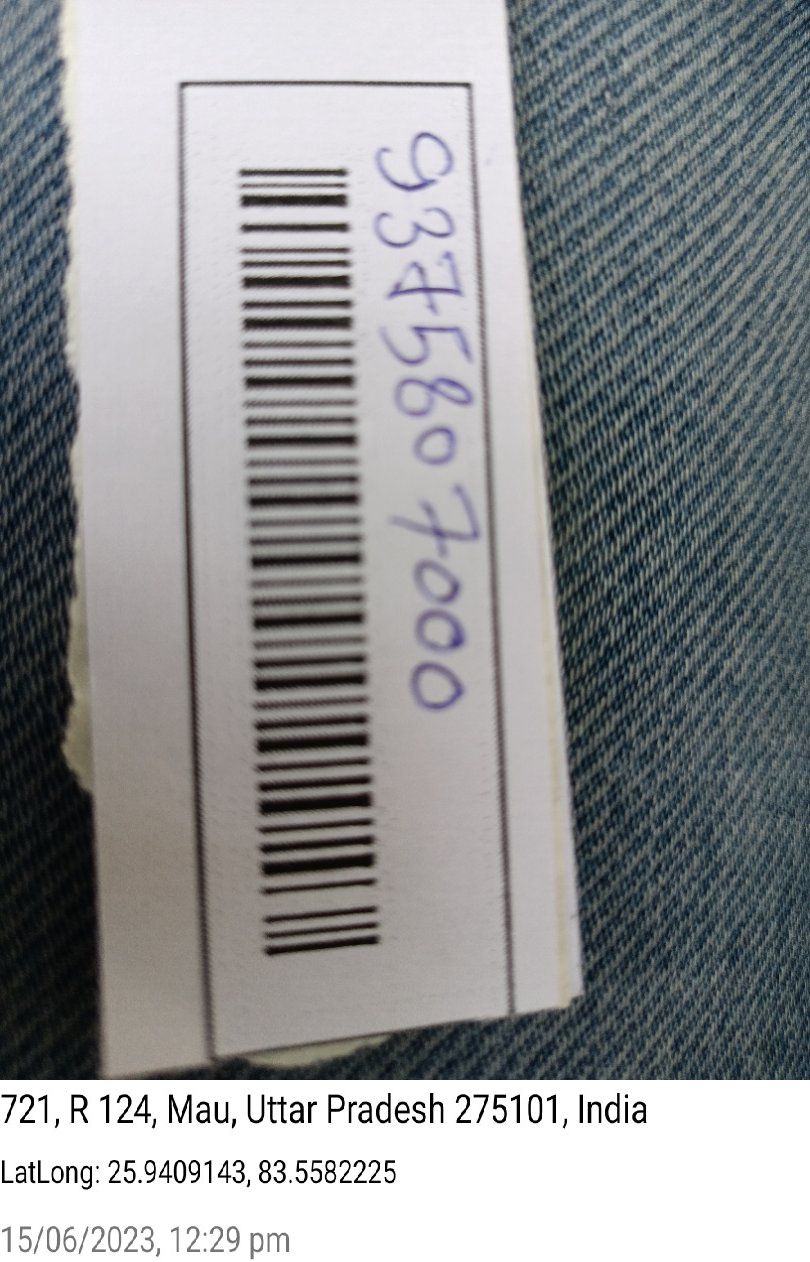 9375807000
721, R 124, Mau, Uttar Pradesh 275101, India
LatLong: 25.9409143, 83.5582225
15/06/2023, 12:29 pm